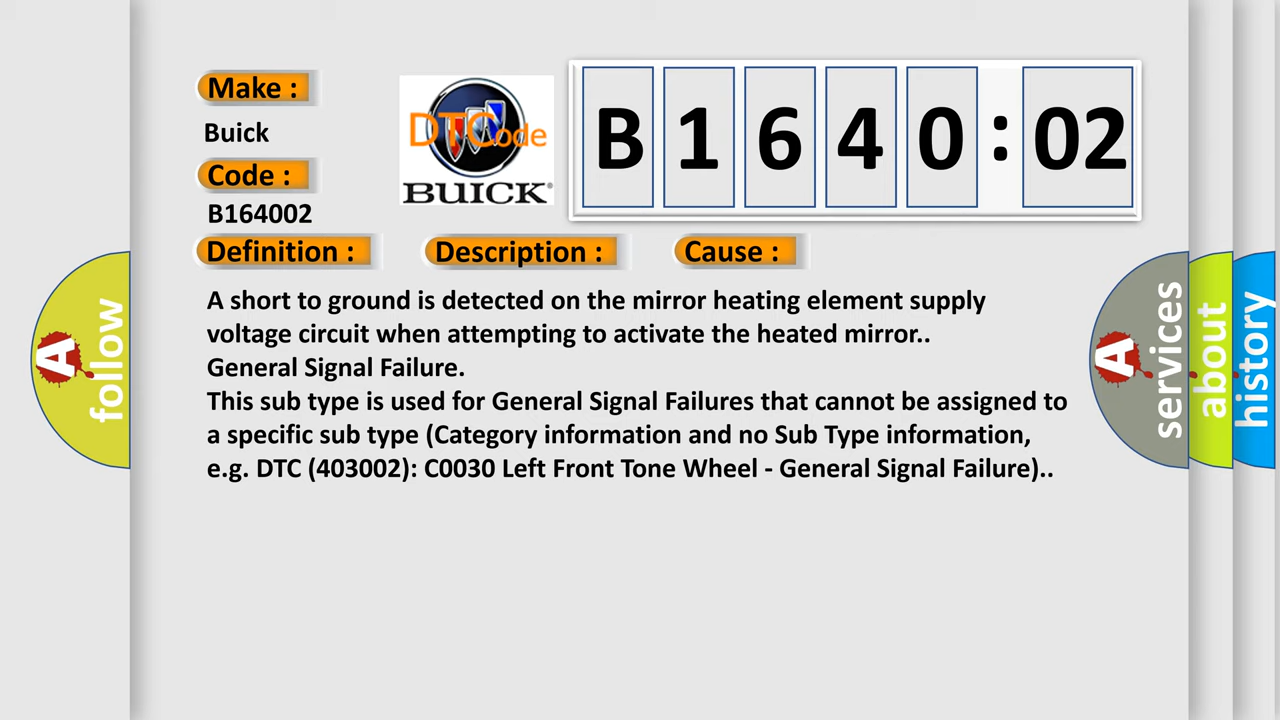 Make :
Buick
Code :
B164002
DTCode
BUICK®
B 1 6 4 0 : 02
Definition :
Description :
Cause :
A short to ground is detected on the mirror heating element supply
voltage circuit when attempting to activate the heated mirror..
General Signal Failure.
This sub type is used for General Signal Failures that cannot be assigned to
a specific sub type (Category information and no Sub Type information,
e.g. DTC (403002): C0030 Left Front Tone Wheel - General Signal Failure)..
A follow
A services
about
history